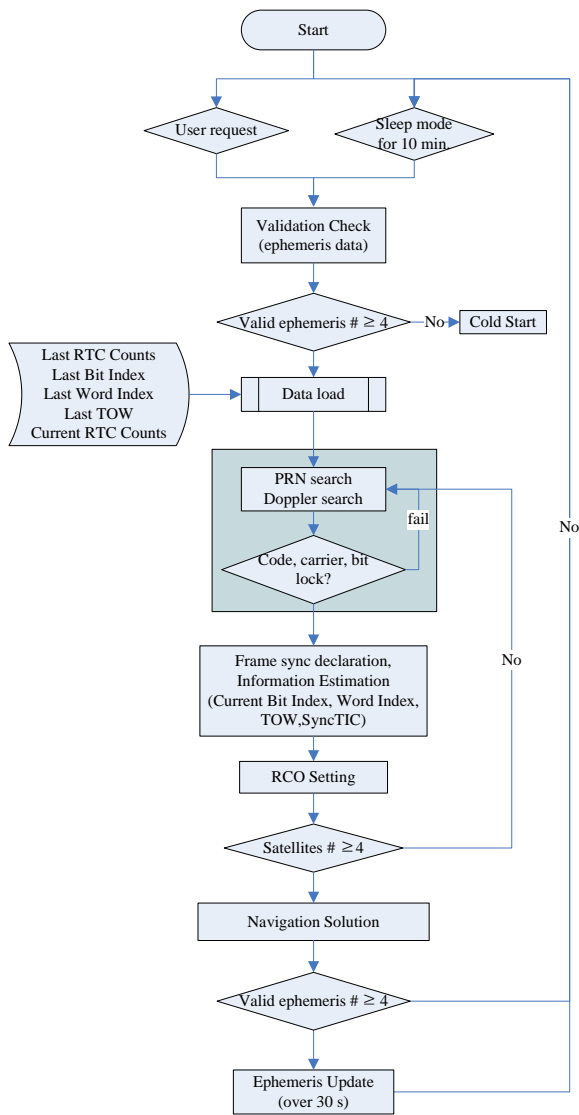 Start
User request
Sleep mode
for 10 min.
Validation Check
(ephemeris data)
Valid ephemeris # ≥ 4
No
Cold Start
Last RTC Counts
Last Bit Index
Last Word Index
Last TOW
Current RTC Counts
Data load
PRN search
Doppler search
fail
No
Code, carrier, bit
lock?
Frame sync declaration,
Information Estimation
(Current Bit Index, Word Index,
TOW,SyncTIC)
No
RCO Setting
Satellites # ≥4
Navigation Solution
Valid ephemeris # ≥ 4
Ephemeris Update
(over 30 s)